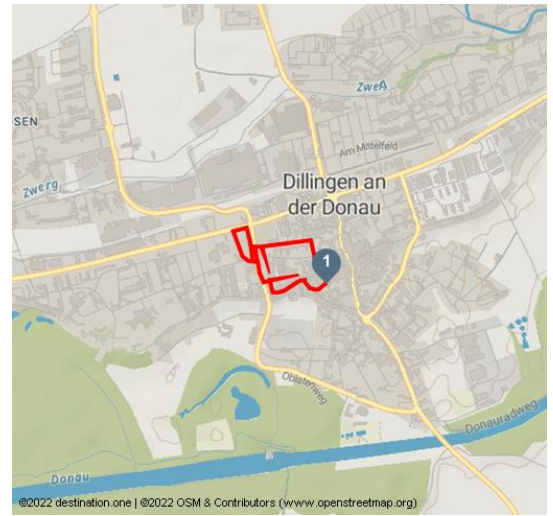 Zweß
SEN
Am Mittelfeld
Zwerg
Dillingen an
der Donau
1
Oblatenweg
Donauradweg
Donau
©2022 destination.one | ©2022 OSM & Contributors (www.openstreetmap.org)